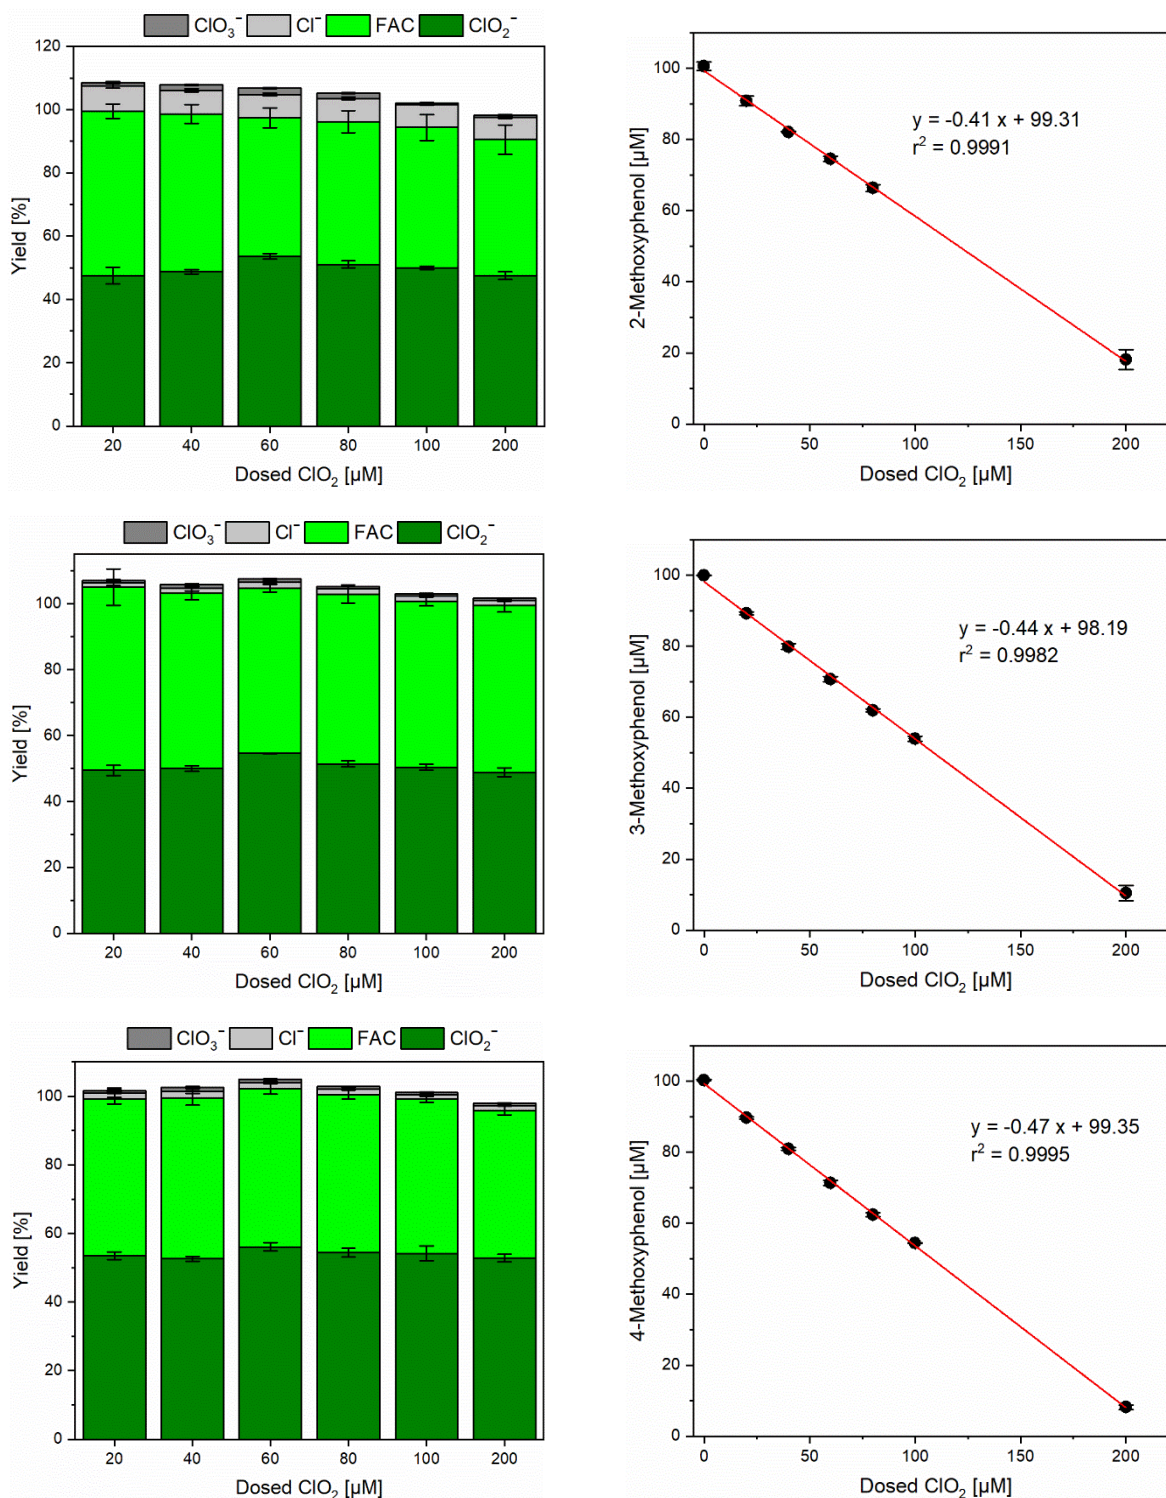 ClO₃⁻ Cl⁻ FAC ClO₂⁻
120
100
80
60
40
20
0
Yield [%]
20 40 60 80 100 200
Dosed ClO₂ [µM]
100
80
60
40
20
0
2-Methoxyphenol [µM]
y = -0.41 x + 99.31
r² = 0.9991
0 50 100 150 200
Dosed ClO₂ [µM]
ClO₃⁻ Cl⁻ FAC ClO₂⁻
100
80
60
40
20
0
Yield [%]
20 40 60 80 100 200
Dosed ClO₂ [µM]
100
80
60
40
20
0
3-Methoxyphenol [µM]
y = -0.44 x + 98.19
r² = 0.9982
0 50 100 150 200
Dosed ClO₂ [µM]
ClO₃⁻ Cl⁻ FAC ClO₂⁻
100
80
60
40
20
0
Yield [%]
20 40 60 80 100 200
Dosed ClO₂ [µM]
100
80
60
40
20
0
4-Methoxyphenol [µM]
y = -0.47 x + 99.35
r² = 0.9995
0 50 100 150 200
Dosed ClO₂ [µM]